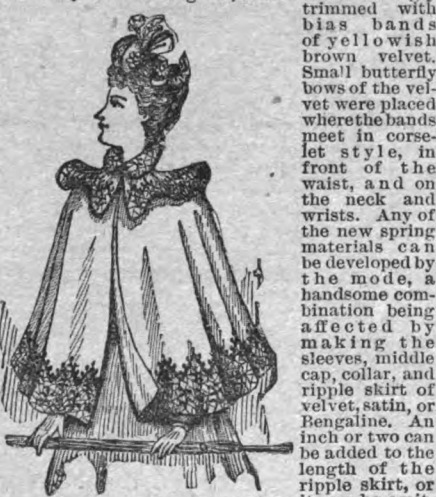 trimmed with
bias bands
of yellowish
brown velvet.
Small butterfly
bows of the vel-
vet were placed
where the bands
meet in corse-
let style, in
front of the
waist, and on
the neck and
wrists. Any of
the new spring
materials can
be developed by
the mode, a
handsome com-
bination being
affected by
making the
sleeves, middle
cap, collar, and
ripple skirt of
velvet, satin, or
Bengaline. An
inch or two can
be added to the
length of the
ripple skirt, or